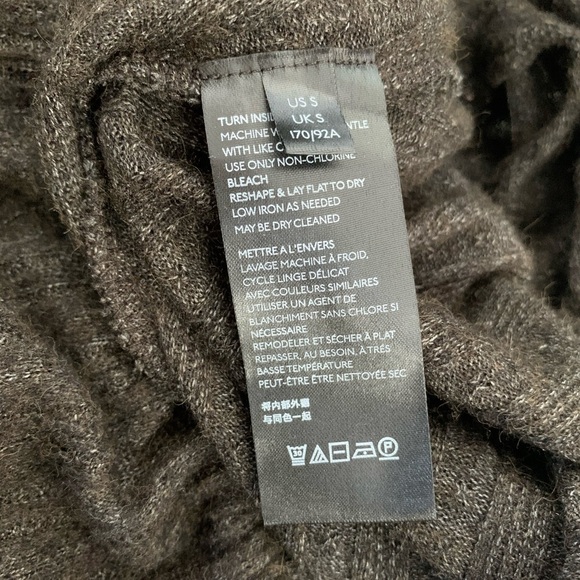 US S
UK S
170/92A
TURN INSI
MACHINE W NTLE
WITH LIKE C
USE ONLY NON-CHLORINE
BLEACH
RESHAPE & LAY FLAT TO DRY
LOW IRON AS NEEDED
MAY BE DRY CLEANED
METTRE A L'ENVERS
LAVAGE MACHINE À FROID,
CYCLE LINGE DÉLICAT
AVEC COULEURS SIMILAIRES
UTILISER UN AGENT DE
BLANCHIMENT SANS CHLORE SI
NÉCESSAIRE
REMODELER ET SÉCHER À PLAT
REPASSER, AU BESOIN, À TRÈS
BASSE TEMPÉRATURE
PEUT-ÊTRE ÊTRE NETTOYÉE SEC
将内部外翻
与同色一起
30 P